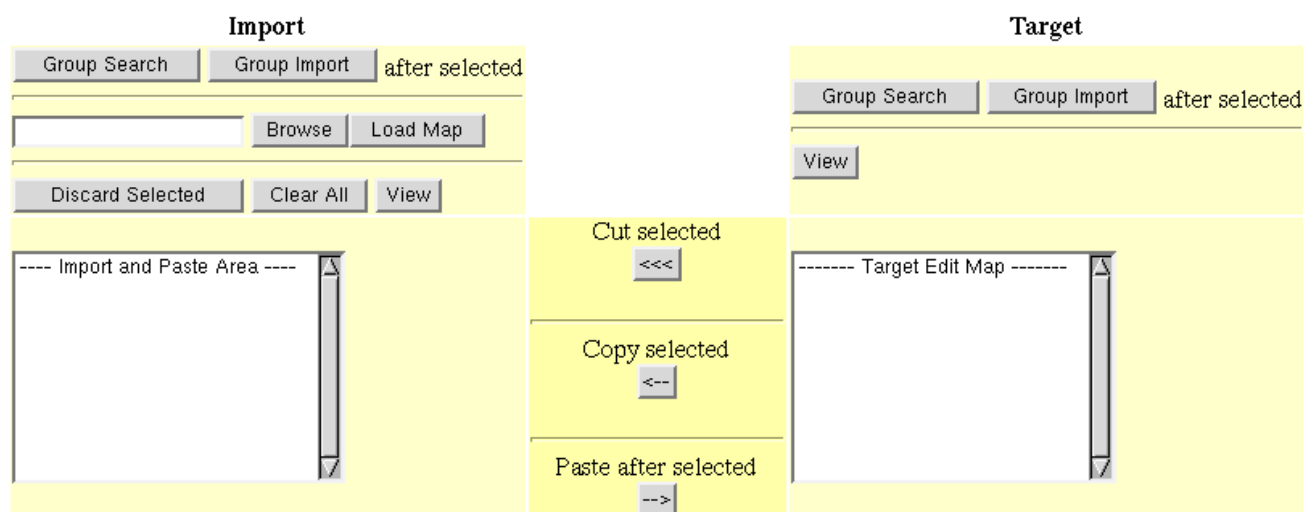 Import
Target
Group Search Group Import after selected
Browse Load Map
Discard Selected Clear All View
Group Search Group Import after selected
View
---- Import and Paste Area ----
Cut selected
<<<
Copy selected
<--
Paste after selected
-->
------- Target Edit Map -------